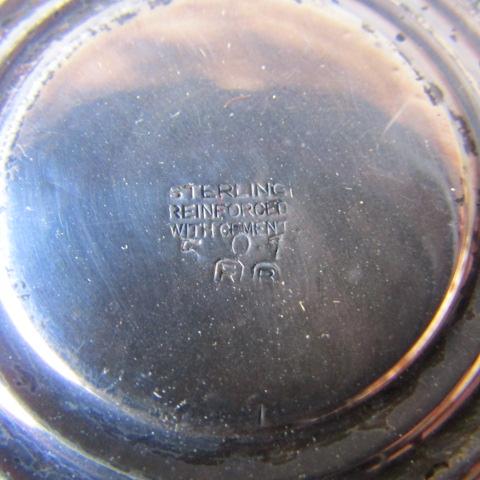 STERLING
REINFORCED
WITH CEMENT
507
R B